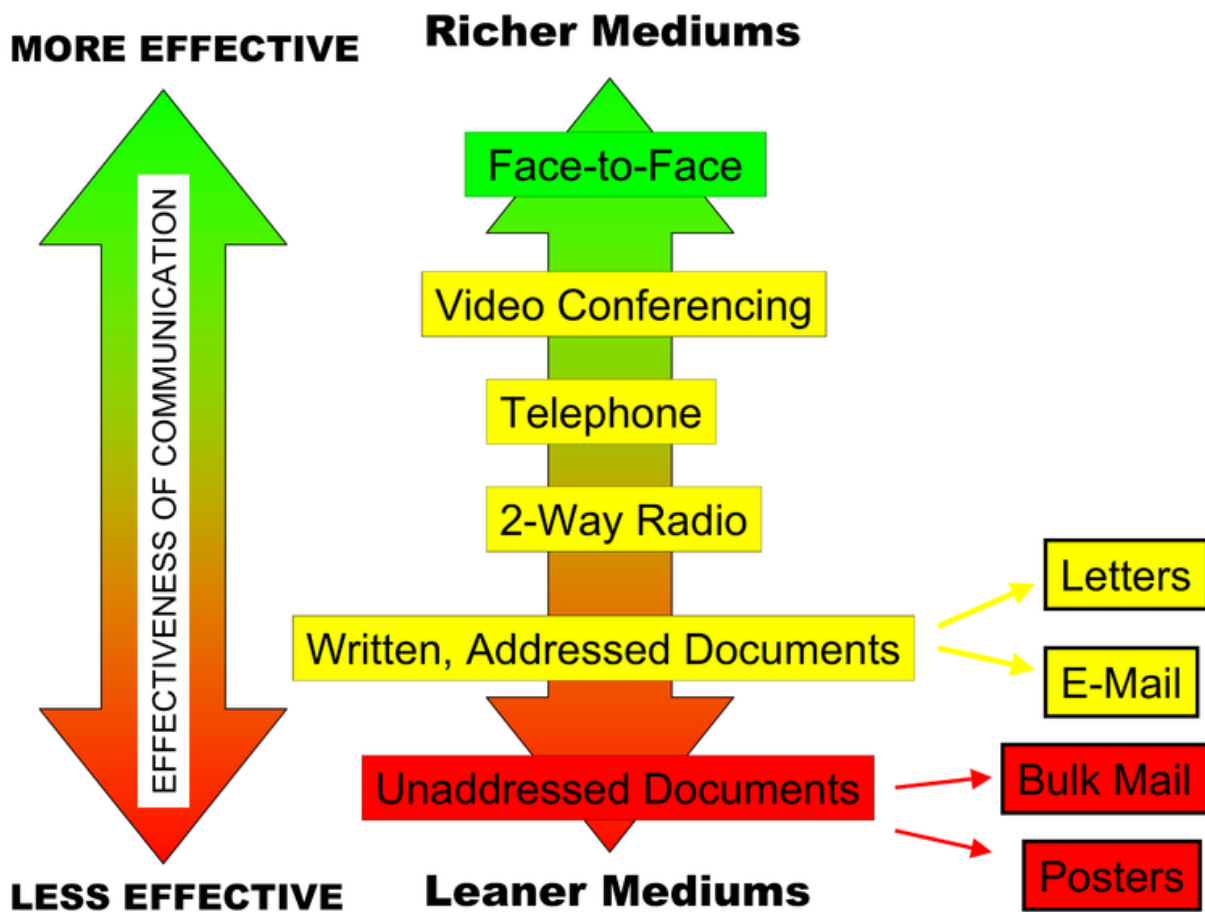 MORE EFFECTIVE
Richer Mediums
Face-to-Face
EFFECTIVENESS OF COMMUNICATION
Video Conferencing
Telephone
2-Way Radio
Letters
Written, Addressed Documents
E-Mail
Bulk Mail
Unaddressed Documents
Posters
LESS EFFECTIVE
Leaner Mediums